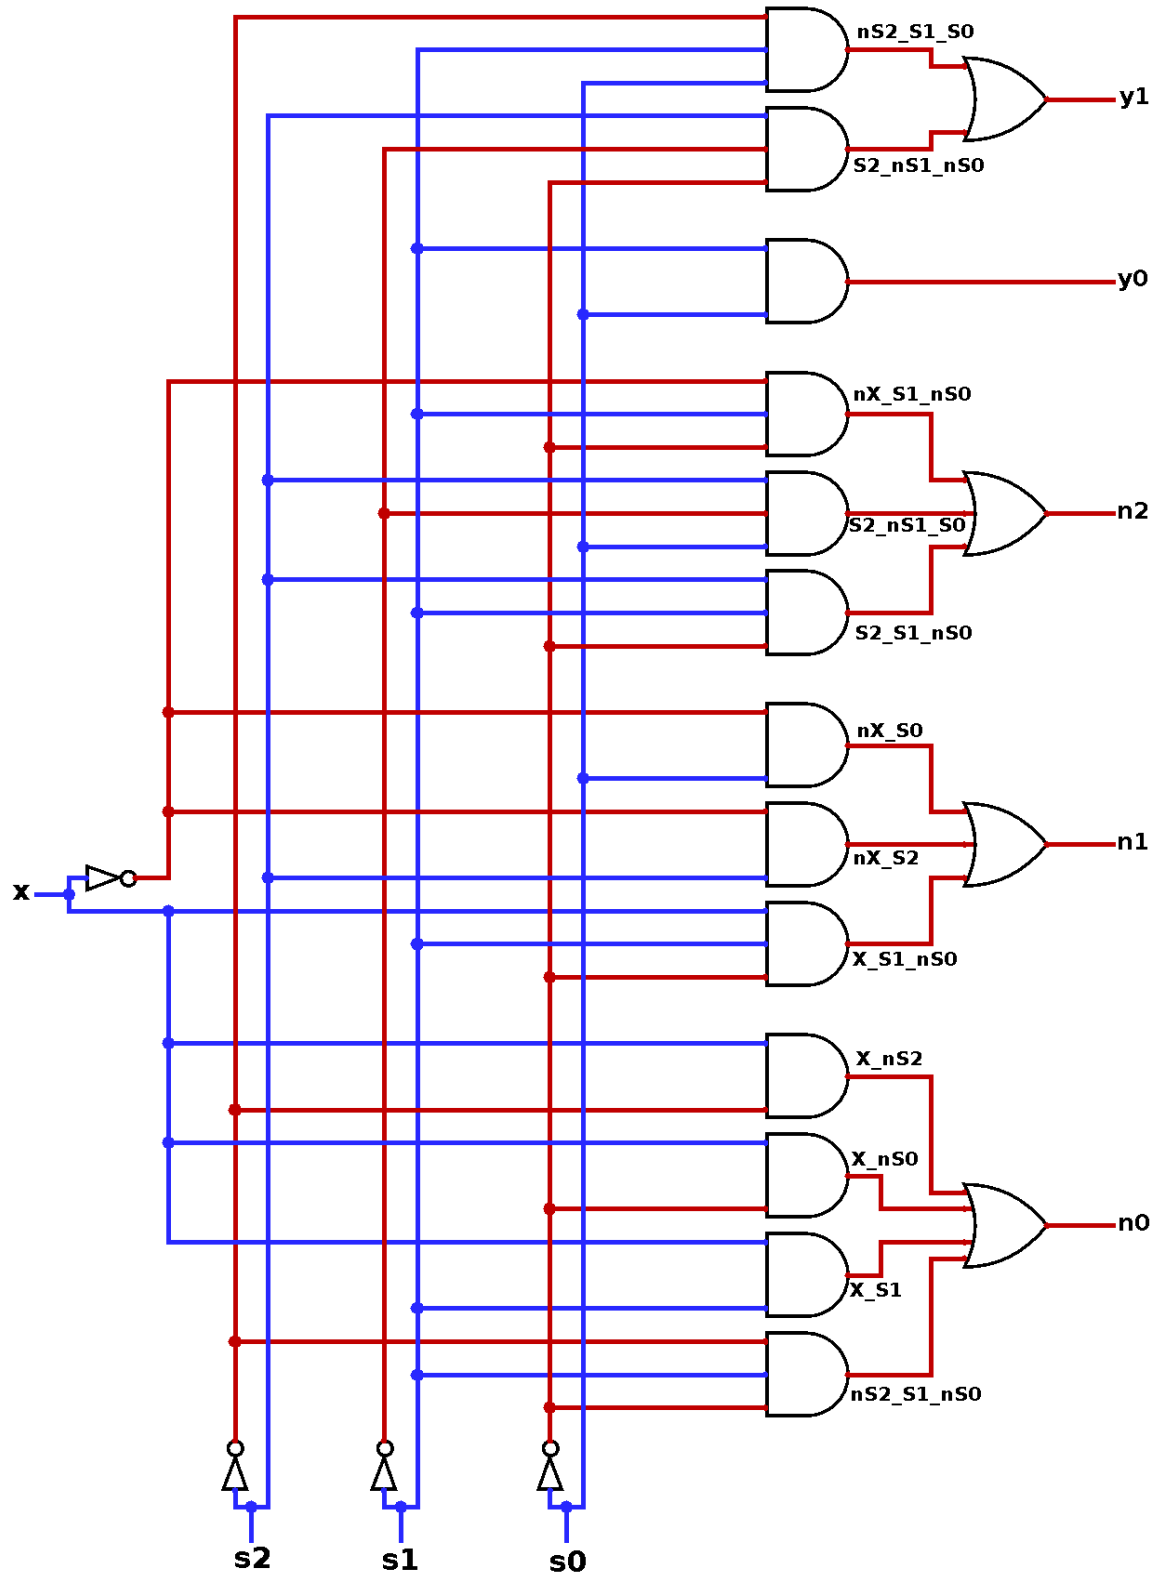 nS2_S1_S0
y1
S2_nS1_nS0
y0
nX_S1_nS0
n2
S2_nS1_S0
S2_S1_nS0
nX_S0
n1
nX_S2
x
X_S1_nS0
X_nS2
X_nS0
n0
X_S1
nS2_S1_nS0
s2
s1
s0